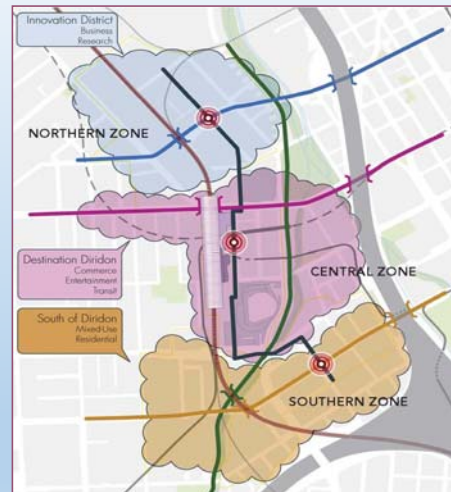 Innovation District
Business
Research
NORTHERN ZONE
Destination Diridon
Commerce
Entertainment
Transit
CENTRAL ZONE
South of Diridon
Mixed-Use
Residential
SOUTHERN ZONE